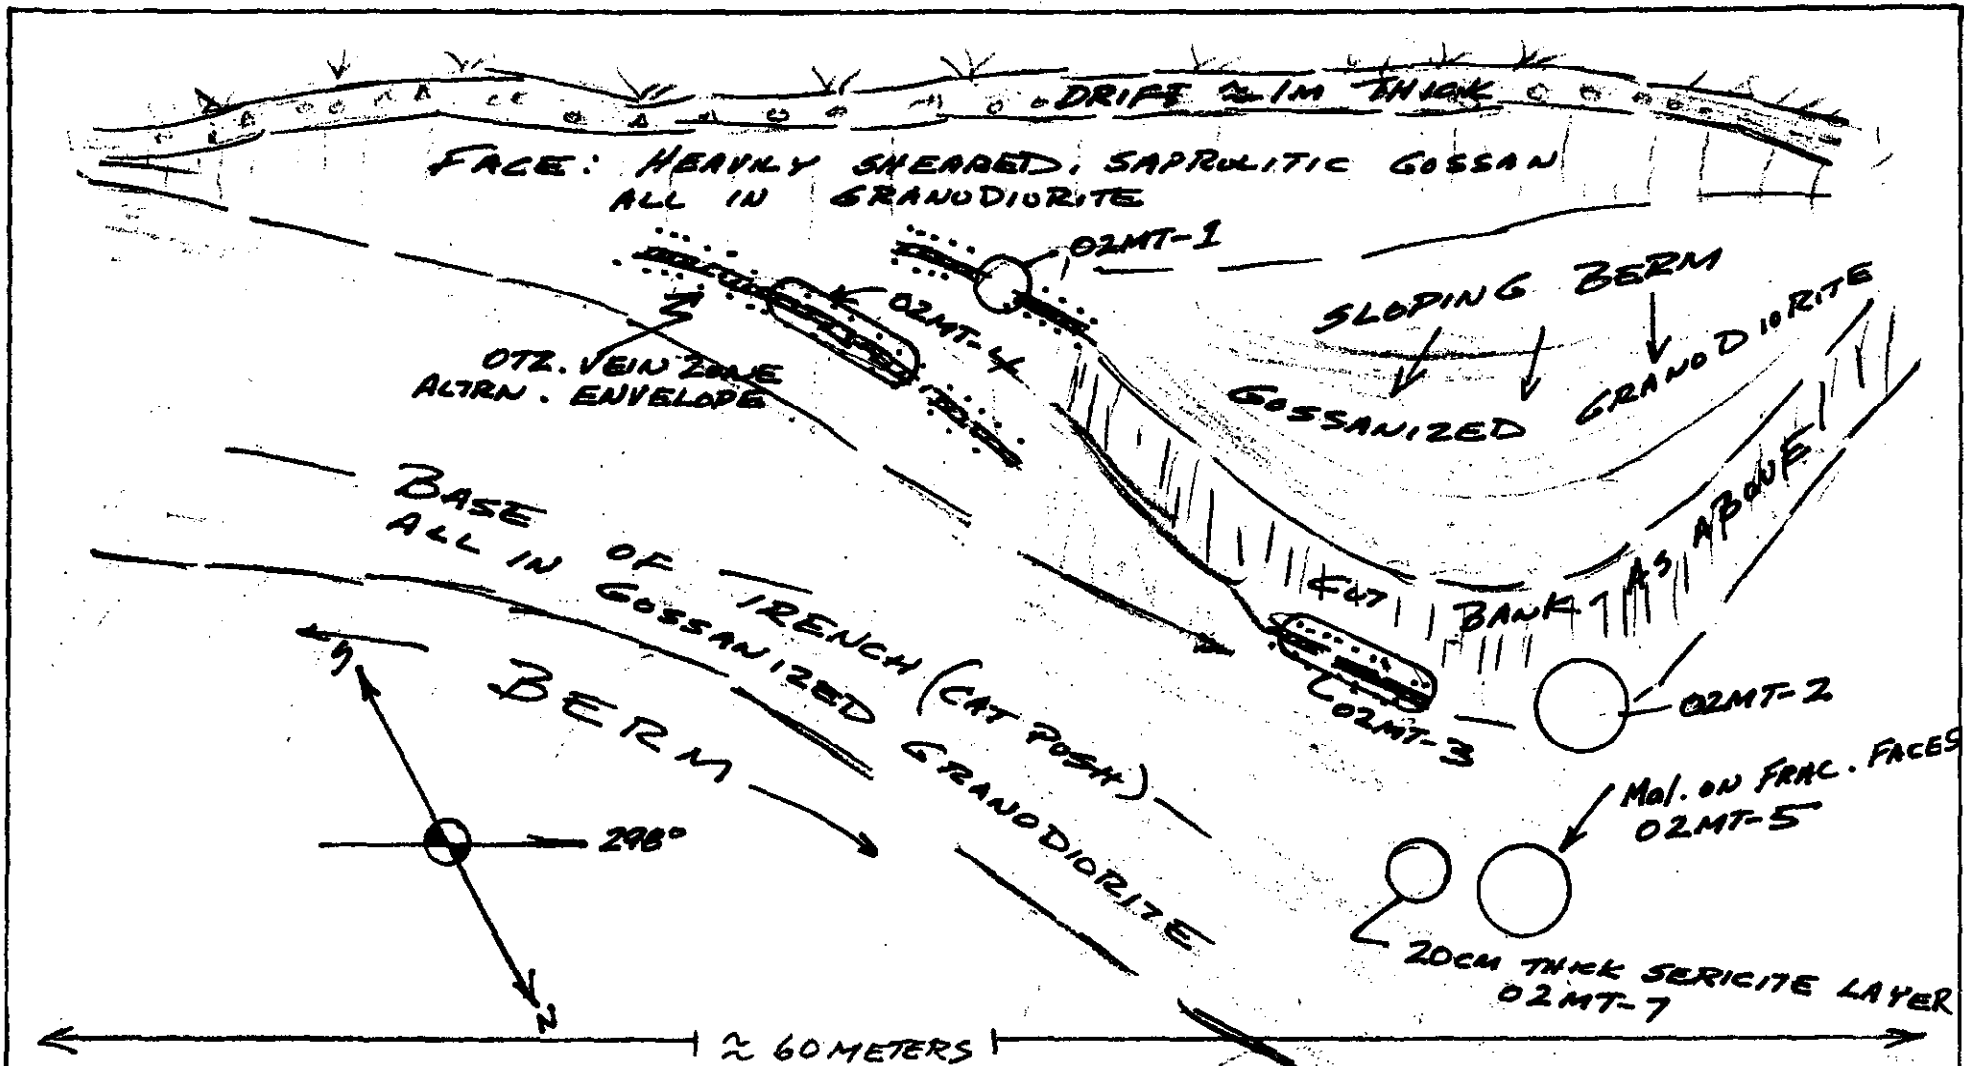 DRIFT ≈ 1M THICK
FACE: HEAVILY SHEARED, SAPROLITIC GOSSAN
ALL IN GRANODIORITE
02MT-1
SLOPING BERM
02MT-4
QTZ. VEIN ZONE
ALTRN. ENVELOPE
GOSSANIZED GRANODIORITE
BASE OF TRENCH (CAT PUSH)
ALL IN GOSSANIZED GRANODIORITE
CUT BANK - AS ABOVE
BERM
02MT-3
02MT-2
Mal. ON FRAC. FACES
02MT-5
S
298°
N
20CM THICK SERICITE LAYER
02MT-7
≈ 60 METERS